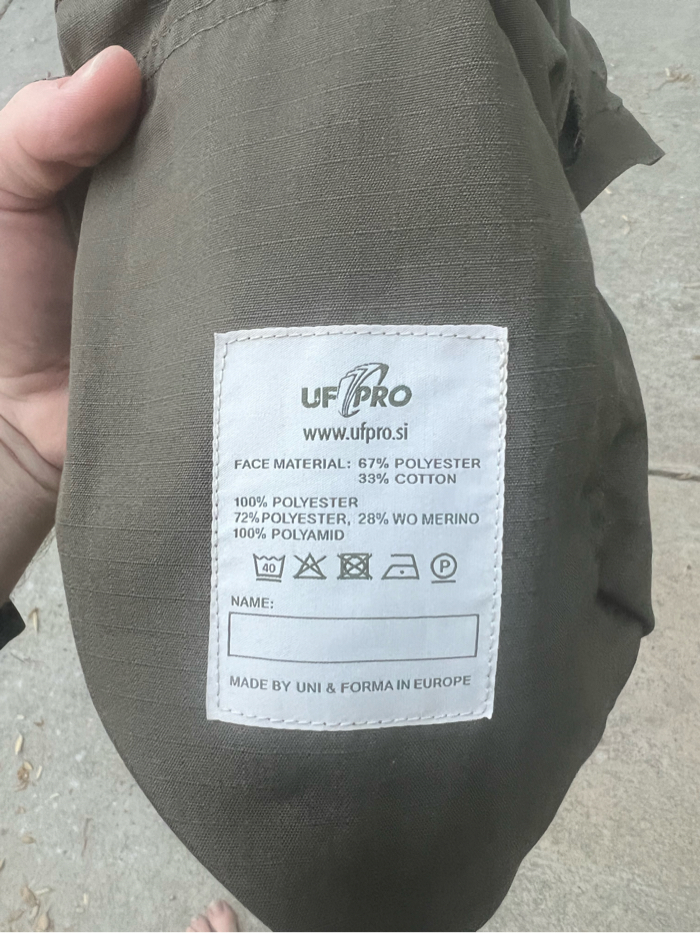 UF PRO
www.ufpro.si
FACE MATERIAL: 67% POLYESTER
33% COTTON
100% POLYESTER
72% POLYESTER, 28% WO MERINO
100% POLYAMID
40
P
NAME:
MADE BY UNI & FORMA IN EUROPE